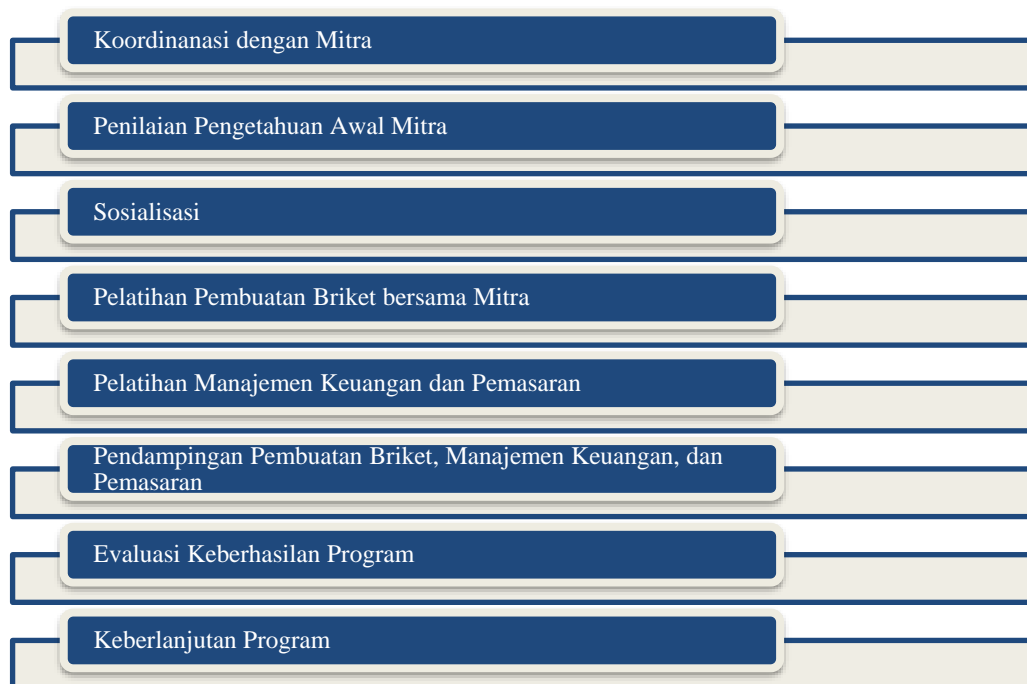 Koordinanasi dengan Mitra
Penilaian Pengetahuan Awal Mitra
Sosialisasi
Pelatihan Pembuatan Briket bersama Mitra
Pelatihan Manajemen Keuangan dan Pemasaran
Pendampingan Pembuatan Briket, Manajemen Keuangan, dan
Pemasaran
Evaluasi Keberhasilan Program
Keberlanjutan Program